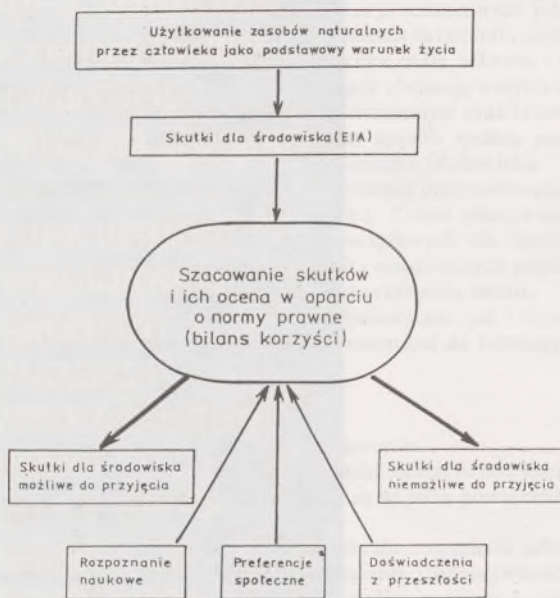 Użytkowanie zasobów naturalnych
przez człowieka jako podstawowy warunek życia
Skutki dla środowiska (EIA)
Szacowanie skutków
i ich ocena w oparciu
o normy prawne
(bilans korzyści)
Skutki dla środowiska
możliwe do przyjęcia
Skutki dla środowiska
niemożliwe do przyjęcia
Rozpoznanie
naukowe
Preferencje
społeczne
Doświadczenia
z przeszłości